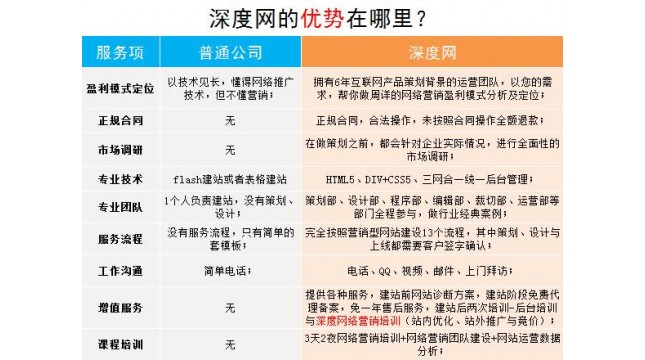 深度网的优势在哪里？
服务项 普通公司 深度网
盈利模式定位 以技术见长，懂得网络推广技术，但不懂营销； 拥有6年互联网产品策划背景的运营团队，以您的需求，帮你做周详的网络营销盈利模式分析及定位；
正规合同 无 正规合同，合法操作，未按照合同操作全额退款；
市场调研 无 在做策划之前，都会针对企业实际情况，进行全面性的市场调研；
专业技术 flash建站或者表格建站 HTML5、DIV+CSS5、三网合一统一后台管理；
专业团队 1个人负责建站，没有策划、设计； 策划部、设计部、程序部、编辑部、裁切部、运营部等部门全程参与，做行业经典案例；
服务流程 没有服务流程，只有简单的套模板； 完全按照营销型网站建设13个流程，其中策划、设计与上线都需要客户签字确认；
工作沟通 简单电话； 电话、QQ、视频、邮件、上门拜访；
增值服务 无 提供各种服务，建站前网站诊断方案，建站阶段免费代理备案，免一年售后服务，建站后两次培训-后台培训与深度网络营销培训（站内优化、站外推广与竞价）；
课程培训 无 3天2夜网络营销培训+网络营销团队建设+网站运营数据分析；